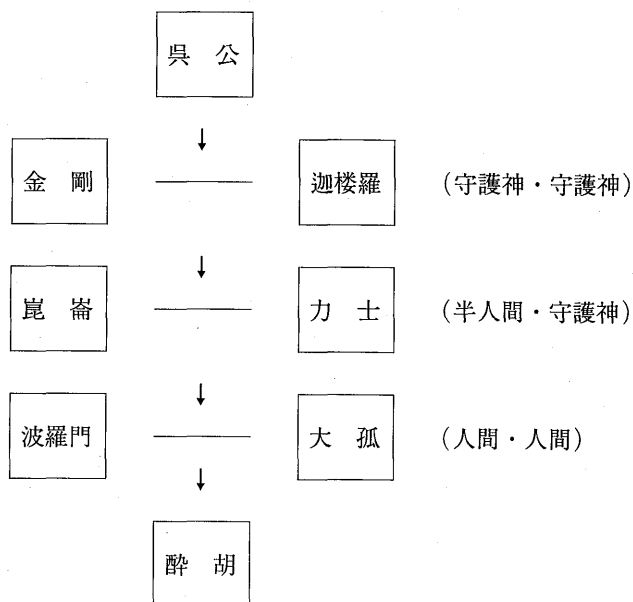 呉公
金剛 迦楼羅 (守護神・守護神)
崑崙 力士 (半人間・守護神)
波羅門 大孤 (人間・人間)
酔胡